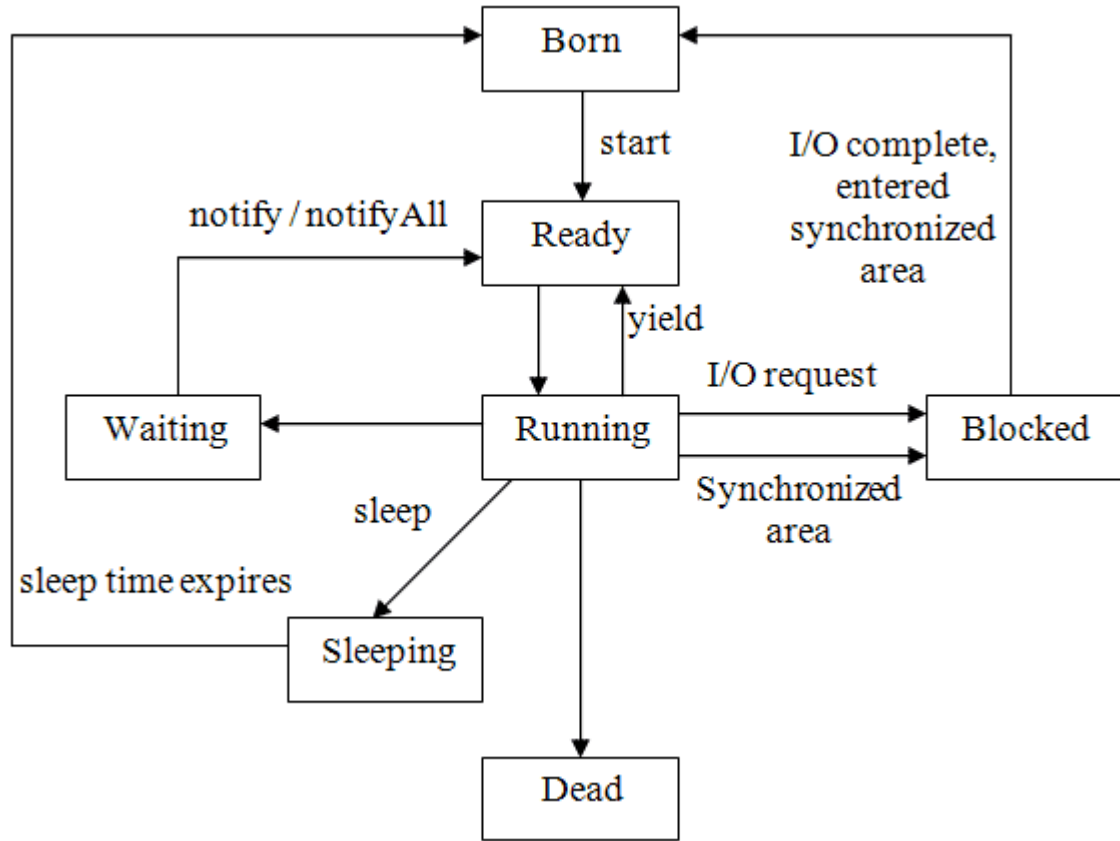 Born
start
I/O complete,
entered
synchronized
area
notify / notifyAll
Ready
yield
I/O request
Waiting
Running
Blocked
Synchronized
area
sleep
sleep time expires
Sleeping
Dead